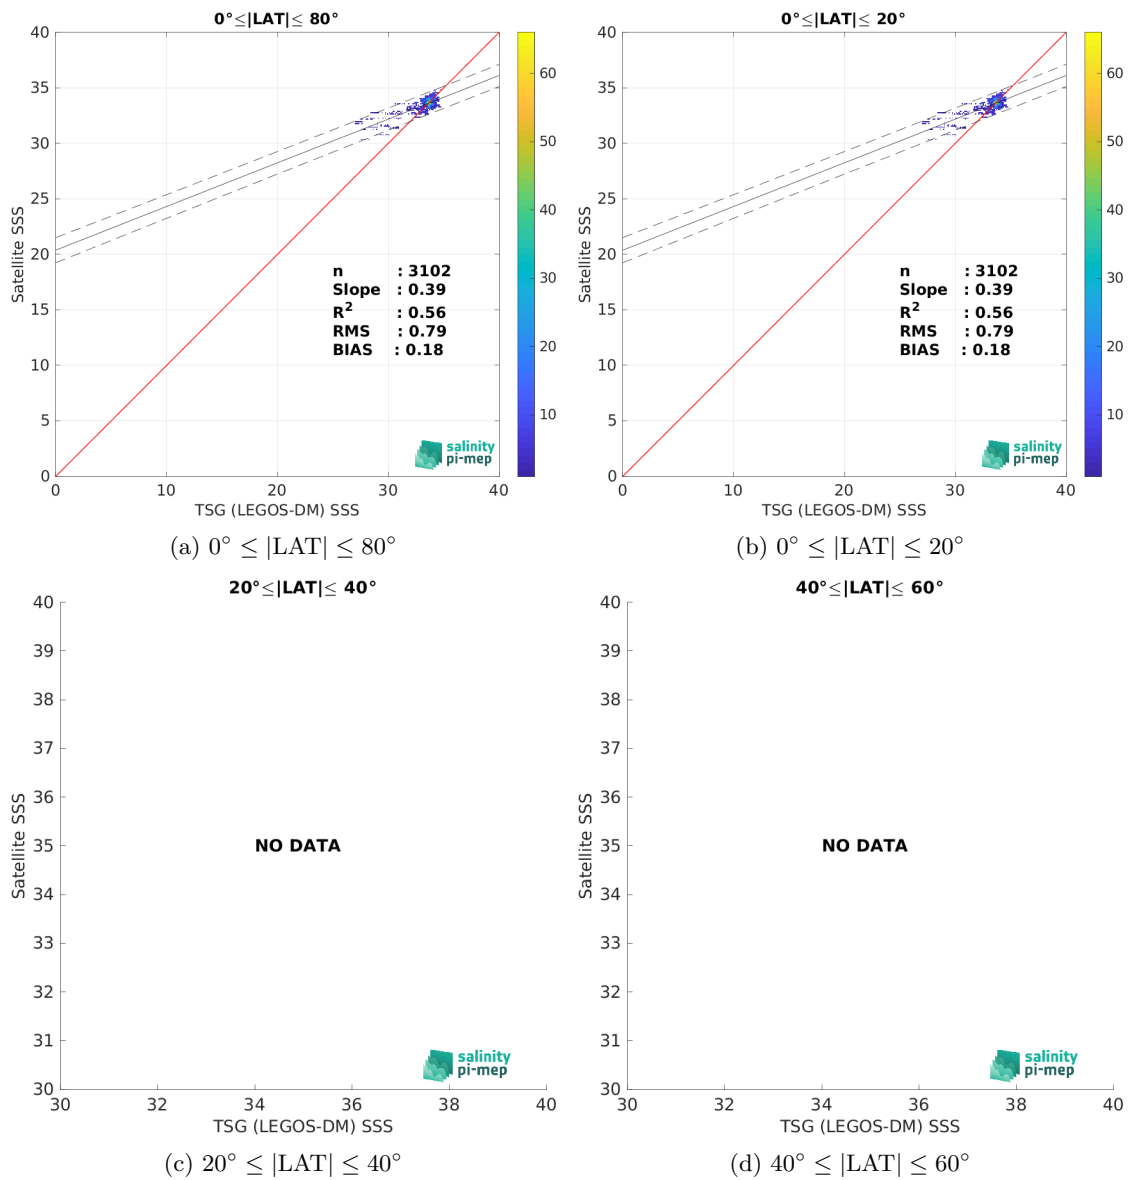 0°≤|LAT|≤ 80°
40
35
30
25
20
15
10
5
0
Satellite SSS
0
10
20
30
40
TSG (LEGOS-DM) SSS
n : 3102
Slope : 0.39
R² : 0.56
RMS : 0.79
BIAS : 0.18
salinity
pi-mep
60
50
40
30
20
10
(a) 0° ≤ |LAT| ≤ 80°
0°≤|LAT|≤ 20°
40
35
30
25
20
15
10
5
0
Satellite SSS
0
10
20
30
40
TSG (LEGOS-DM) SSS
n : 3102
Slope : 0.39
R² : 0.56
RMS : 0.79
BIAS : 0.18
salinity
pi-mep
60
50
40
30
20
10
(b) 0° ≤ |LAT| ≤ 20°
20°≤|LAT|≤ 40°
40
39
38
37
36
35
34
33
32
31
30
Satellite SSS
NO DATA
salinity
pi-mep
30
32
34
36
38
40
TSG (LEGOS-DM) SSS
(c) 20° ≤ |LAT| ≤ 40°
40°≤|LAT|≤ 60°
40
39
38
37
36
35
34
33
32
31
30
Satellite SSS
NO DATA
salinity
pi-mep
30
32
34
36
38
40
TSG (LEGOS-DM) SSS
(d) 40° ≤ |LAT| ≤ 60°